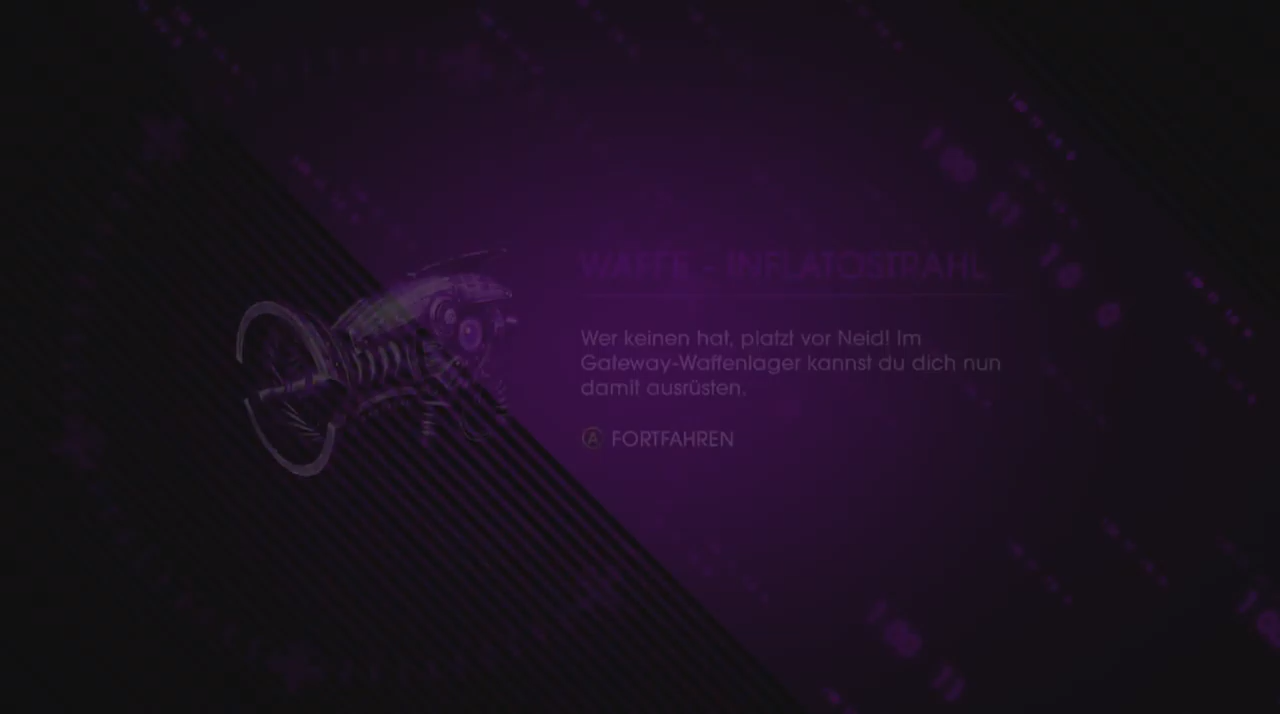 WAFFE - INFLATOSTRAHL
Wer keinen hat, platzt vor Neid! Im
Gateway-Waffenlager kannst du dich nun
damit ausrüsten.
A FORTFAHREN